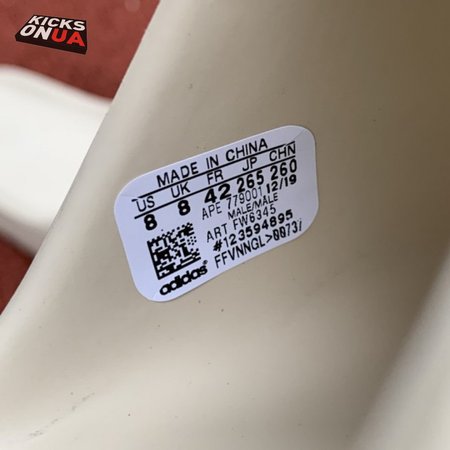 KICKS
ONUA
MADE IN CHINA
US UK FR JP CHN
8 8 42 265 260
APE 779001 12/19
MALE/MALE
ART FW6345
#123594895
FFVNNGL>0073i
adidas